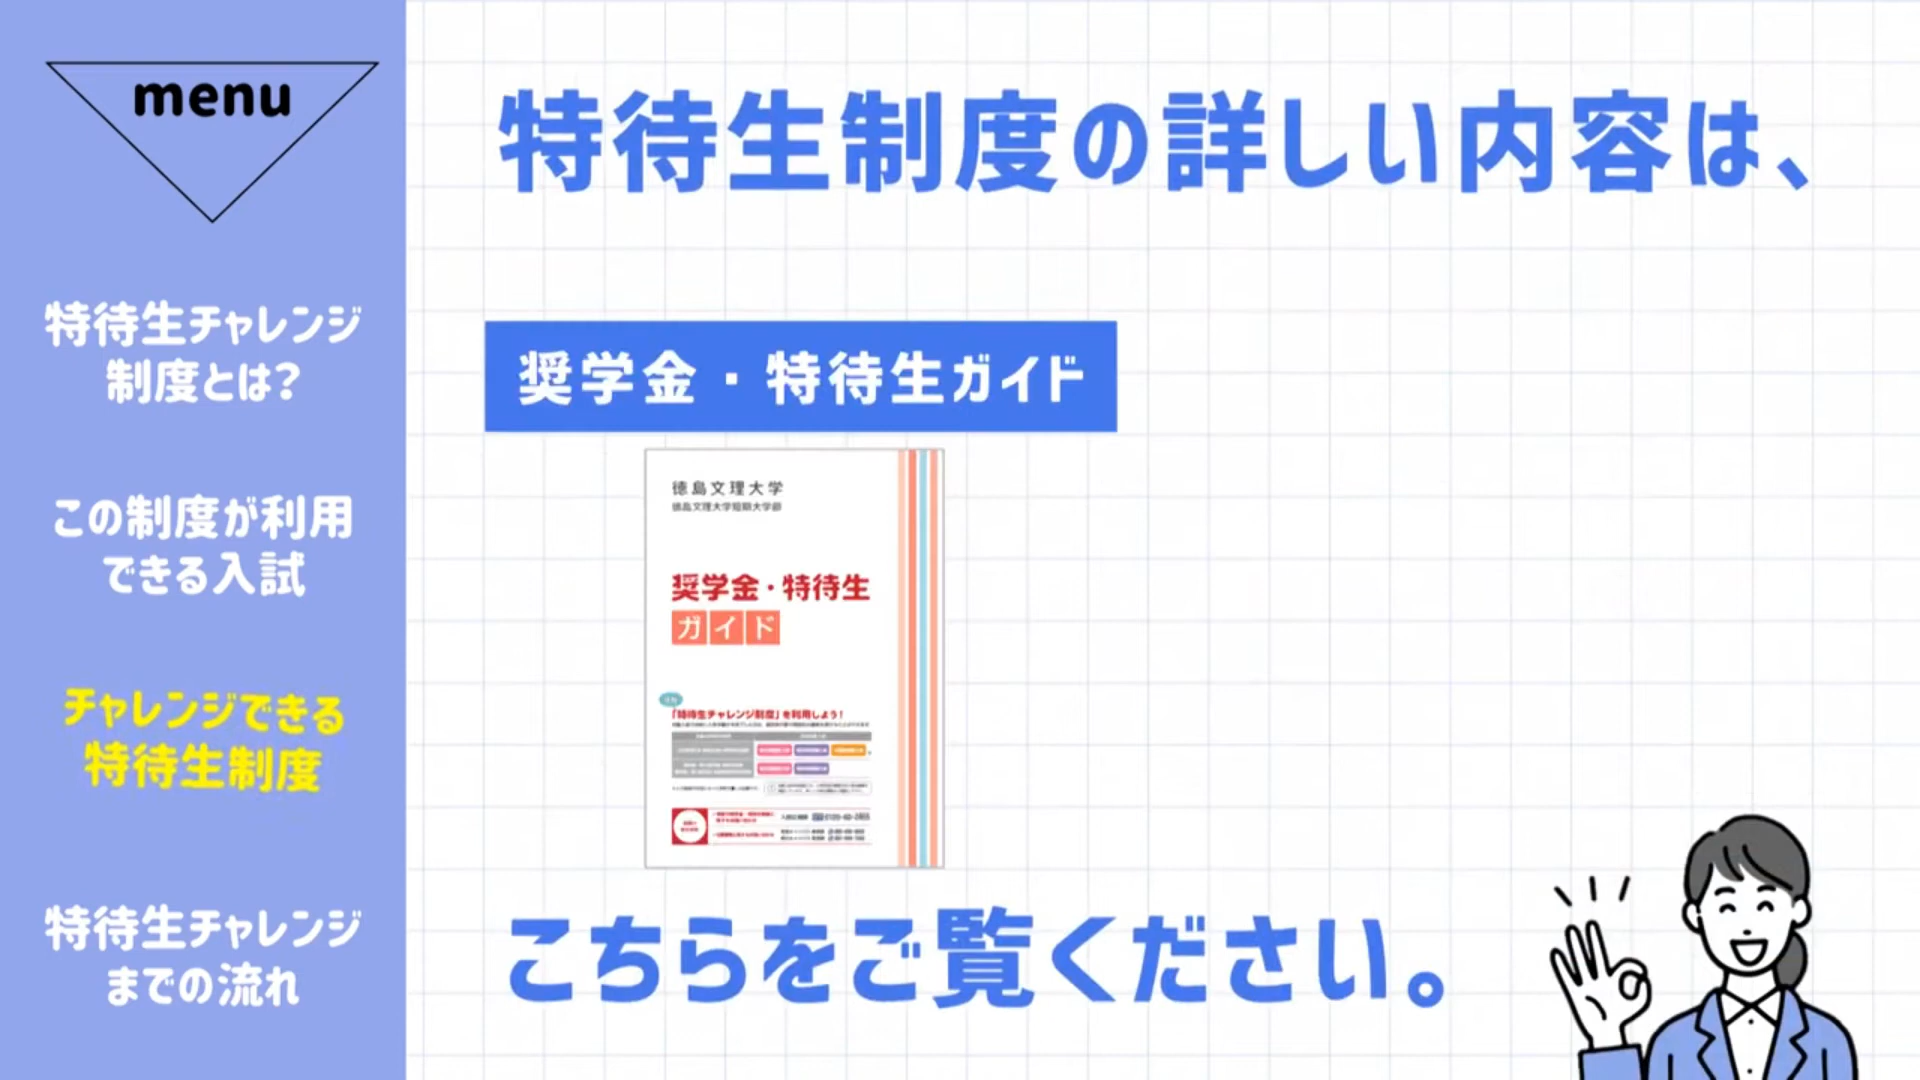 menu
特待生チャレンジ
制度とは?
この制度が利用
できる入試
チャレンジできる
特待生制度
特待生チャレンジ
までの流れ
特待生制度の詳しい内容は、
奨学金・特待生ガイド
徳島文理大学
徳島文理大学短期大学部
奨学金・特待生
ガイド
「特待生チャレンジ制度」を利用しよう!
こちらをご覧ください。